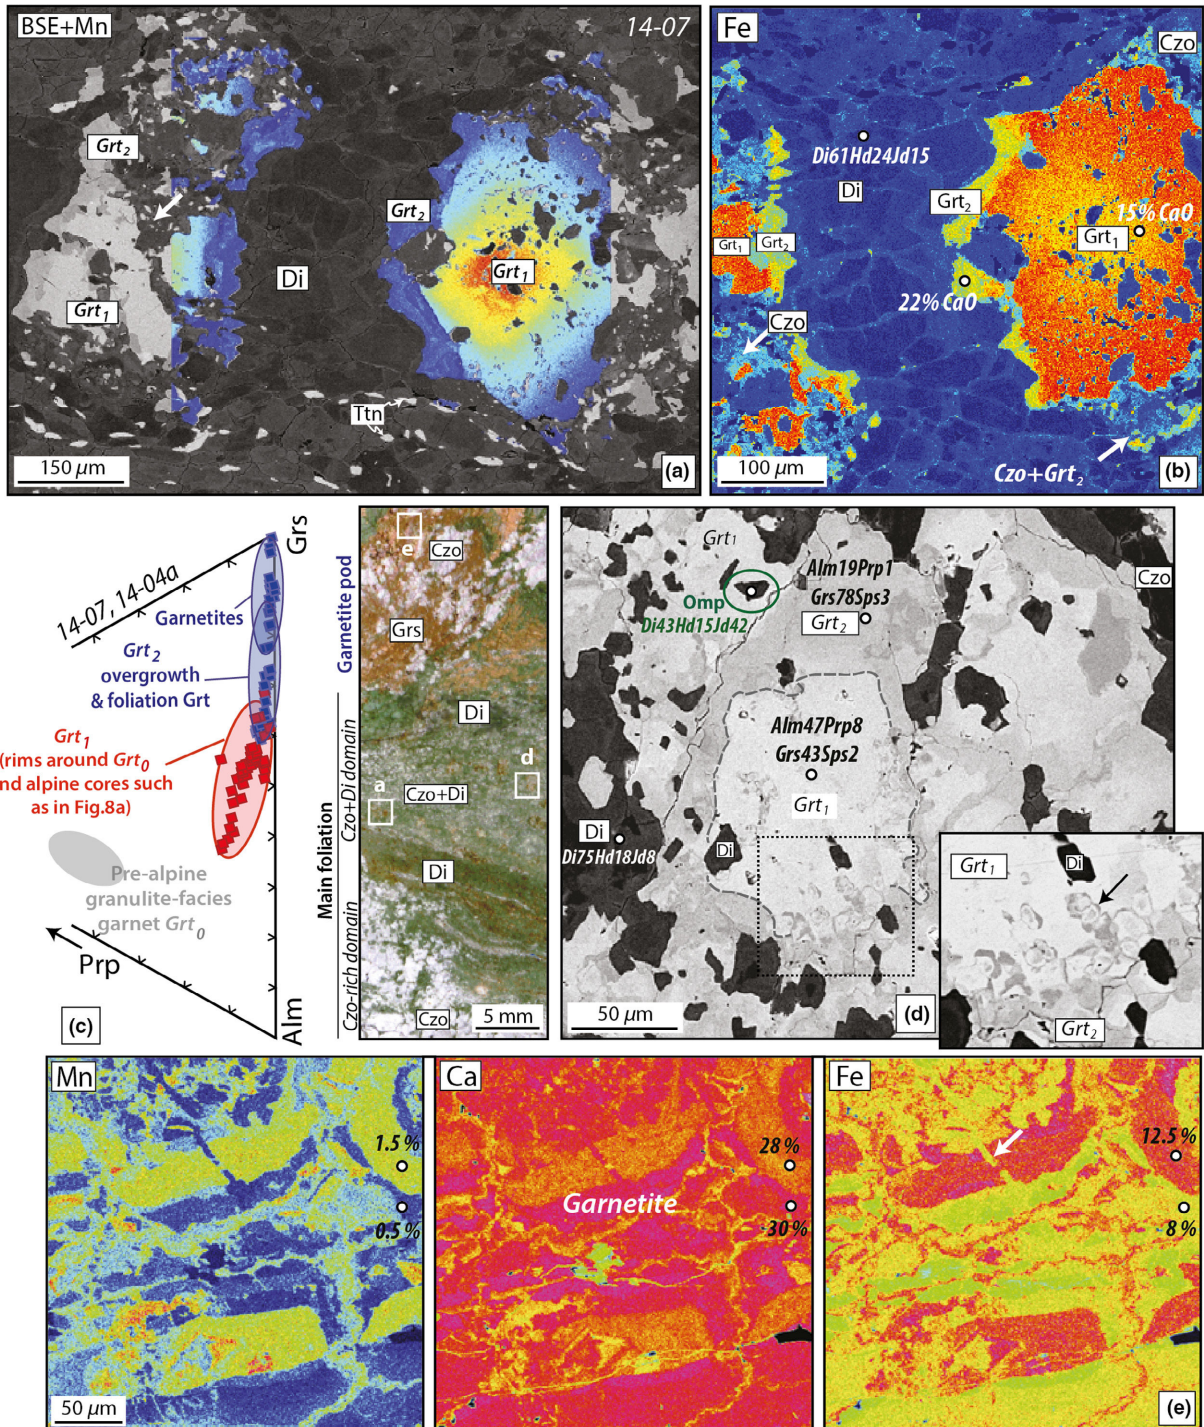 BSE+Mn
14-07
Grt2
Grt1
Grt2
Grt1
Di
Ttn
150 µm
(a)
Fe
Czo
Di61Hd24Jd15
Di
Grt2
15% CaO
Grt1
Grt1
Grt2
22% CaO
Czo
Czo+Grt2
100 µm
(b)
14-07, 14-04a
Grs
Garnetites
Grt2
overgrowth
& foliation Grt
Grt1
(rims around Grt0
and alpine cores such
as in Fig.8a)
Pre-alpine
granulite-facies
garnet Grt0
Prp
Alm
(c)
Garnetite pod
Main foliation
Czo+Di domain
Czo-rich domain
e
Czo
Grs
Di
d
a
Czo+Di
Di
Czo
5 mm
Grt1
Omp
Di43Hd15Jd42
Alm19Prp1
Grs78Sps3
Grt2
Czo
Alm47Prp8
Grs43Sps2
Grt1
Di
Di75Hd18Jd8
Di
50 µm
(d)
Grt1
Di
Grt2
Mn
1.5 %
0.5 %
50 µm
Ca
28 %
Garnetite
30 %
Fe
12.5 %
8 %
(e)